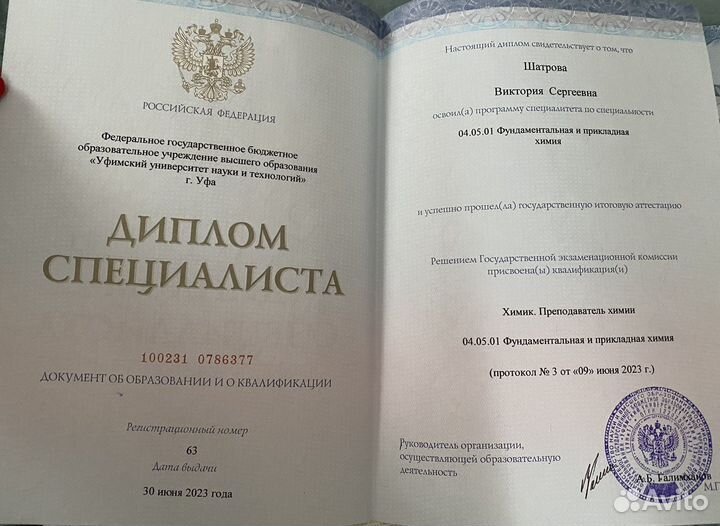 РОССИЙСКАЯ ФЕДЕРАЦИЯ
Федеральное государственное бюджетное
образовательное учреждение высшего образования
«Уфимский университет науки и технологий»
г. Уфа
ДИПЛОМ
СПЕЦИАЛИСТА
100231 0786377
ДОКУМЕНТ ОБ ОБРАЗОВАНИИ И О КВАЛИФИКАЦИИ
Регистрационный номер
63
Дата выдачи
30 июня 2023 года
Настоящий диплом свидетельствует о том, что
Шатрова
Виктория Сергеевна
освоил(а) программу специалитета по специальности
04.05.01 Фундаментальная и прикладная
химия
и успешно прошел(ла) государственную итоговую аттестацию
Решением Государственной экзаменационной комиссии
присвоена(ы) квалификация(и)
Химик. Преподаватель химии
04.05.01 Фундаментальная и прикладная химия
(протокол № 3 от «09» июня 2023 г.)
Руководитель организации,
осуществляющей образовательную
деятельность
А.Б. Галимханов
М.П.
Avito